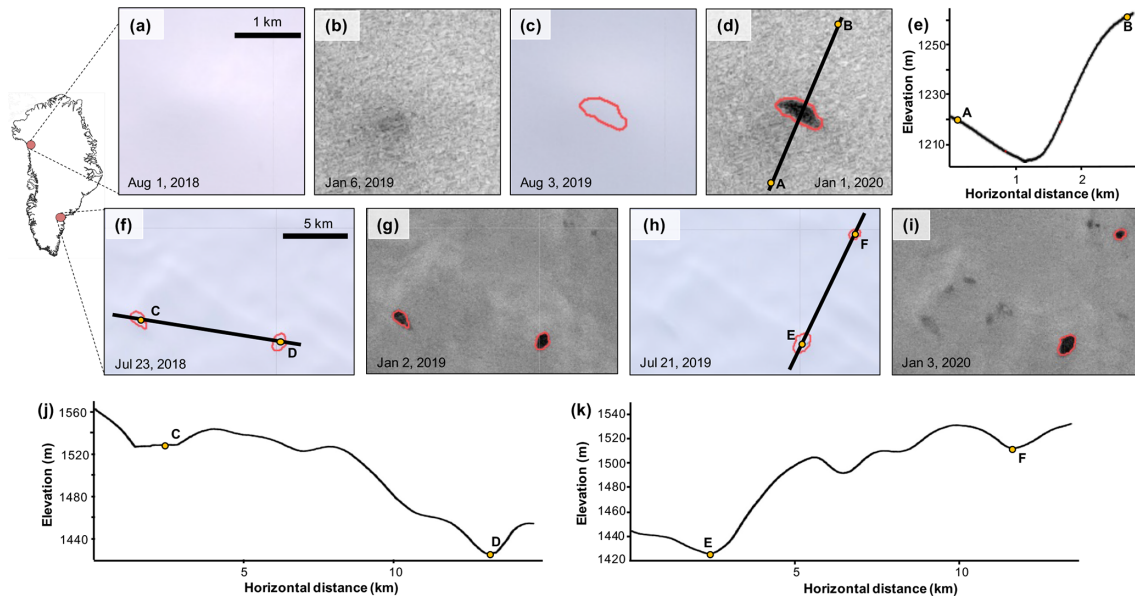 (a)
1 km
Aug 1, 2018
(b)
Jan 6, 2019
(c)
Aug 3, 2019
(d)
B
A
Jan 1, 2020
(e)
Elevation (m)
1250
1230
1210
A
B
1
2
Horizontal distance (km)
(f)
5 km
C
D
Jul 23, 2018
(g)
Jan 2, 2019
(h)
F
E
Jul 21, 2019
(i)
Jan 3, 2020
(j)
Elevation (m)
1560
1520
1480
1440
C
D
5
10
Horizontal distance (km)
(k)
Elevation (m)
1540
1520
1500
1480
1460
1440
1420
E
F
5
10
Horizontal distance (km)